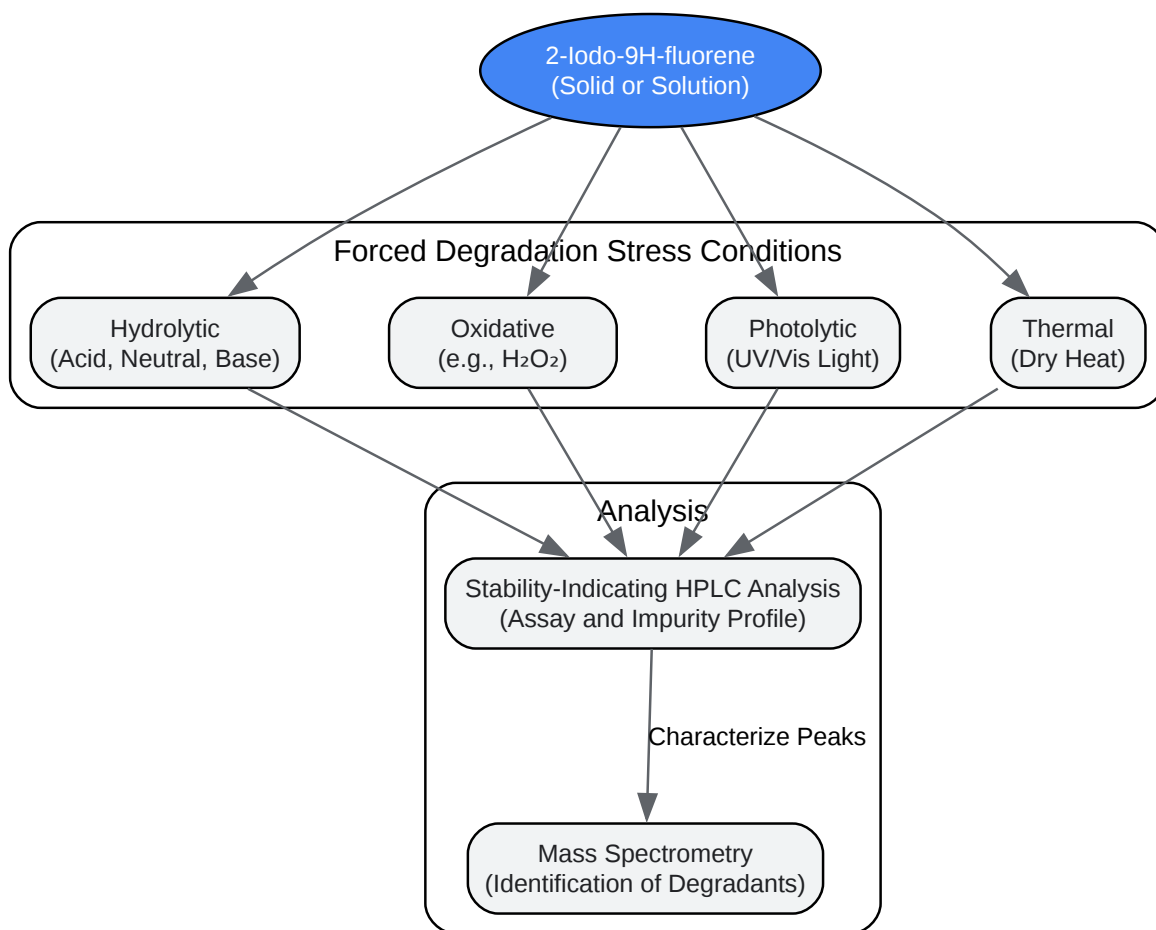 2-Iodo-9H-fluorene
(Solid or Solution)
Forced Degradation Stress Conditions
Hydrolytic
(Acid, Neutral, Base)
Oxidative
(e.g., H₂O₂)
Photolytic
(UV/Vis Light)
Thermal
(Dry Heat)
Analysis
Stability-Indicating HPLC Analysis
(Assay and Impurity Profile)
Characterize Peaks
Mass Spectrometry
(Identification of Degradants)